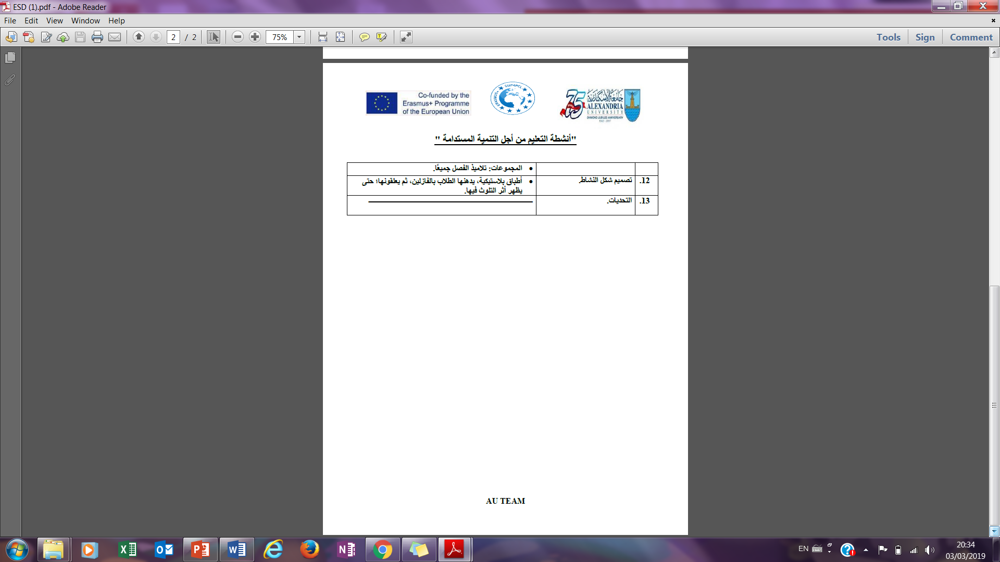 ESD (1).pdf - Adobe Reader
File Edit View Window Help
2 / 2 75% Tools Sign Comment
Co-funded by the
Erasmus+ Programme
of the European Union
SUP4PCL
ERASMUS+
75
جامعة الإسكندرية
ALEXANDRIA
UNIVERSITY
DIAMOND JUBILEE ANNIVERSARY
1942 - 2017
"أنشطة التعليم من أجل التنمية المستدامة "
• المجموعات: تلاميذ الفصل جميعًا.
12. تصميم شكل النشاط. • أطباق بلاستيكية، يدهنها الطلاب بالفازلين، ثم يعلقونها؛ حتى
يظهر أثر التلوث فيها.
13. التحديات.
AU TEAM
EN
20:34
03/03/2019